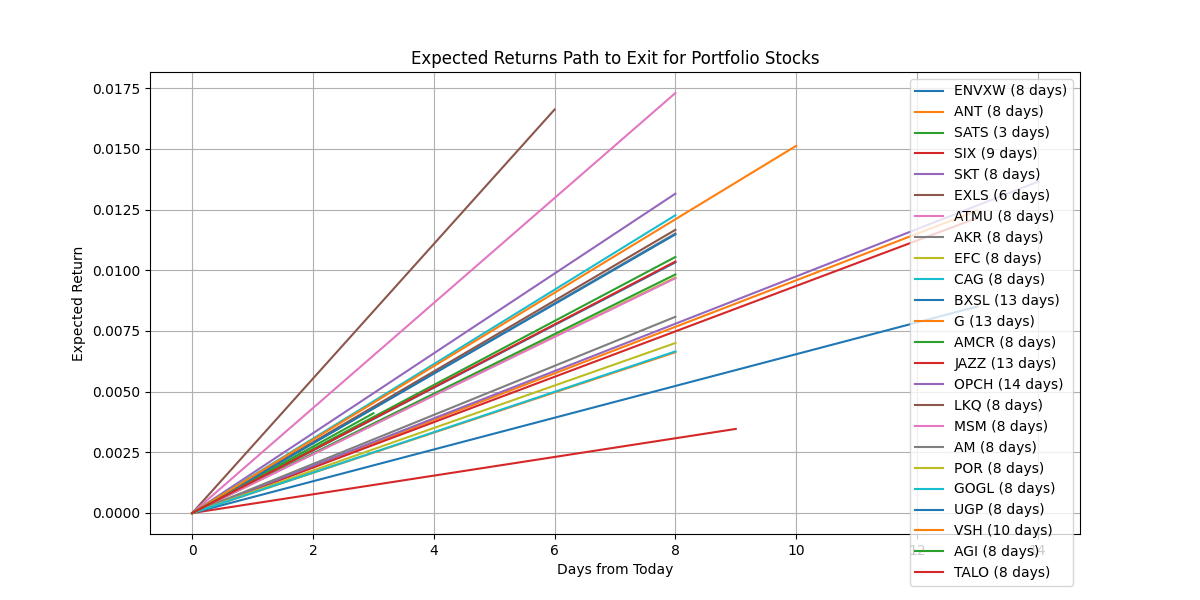 Expected Returns Path to Exit for Portfolio Stocks
Expected Return
0.0175
0.0150
0.0125
0.0100
0.0075
0.0050
0.0025
0.0000
0 2 4 6 8 10 12 14
Days from Today
ENVXW (8 days)
ANT (8 days)
SATS (3 days)
SIX (9 days)
SKT (8 days)
EXLS (6 days)
ATMU (8 days)
AKR (8 days)
EFC (8 days)
CAG (8 days)
BXSL (13 days)
G (13 days)
AMCR (8 days)
JAZZ (13 days)
OPCH (14 days)
LKQ (8 days)
MSM (8 days)
AM (8 days)
POR (8 days)
GOGL (8 days)
UGP (8 days)
VSH (10 days)
AGI (8 days)
TALO (8 days)